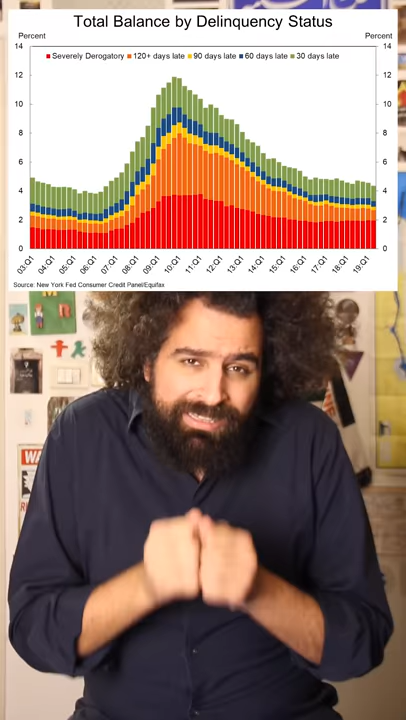 Total Balance by Delinquency Status
Percent Percent
14 14
Severely Derogatory 120+ days late 90 days late 60 days late 30 days late
12 12
10 10
8 8
6 6
4 4
2 2
0 0
03:Q1 04:Q1 05:Q1 06:Q1 07:Q1 08:Q1 09:Q1 10:Q1 11:Q1 12:Q1 13:Q1 14:Q1 15:Q1 16:Q1 17:Q1 18:Q1 19:Q1
Source: New York Fed Consumer Credit Panel/Equifax